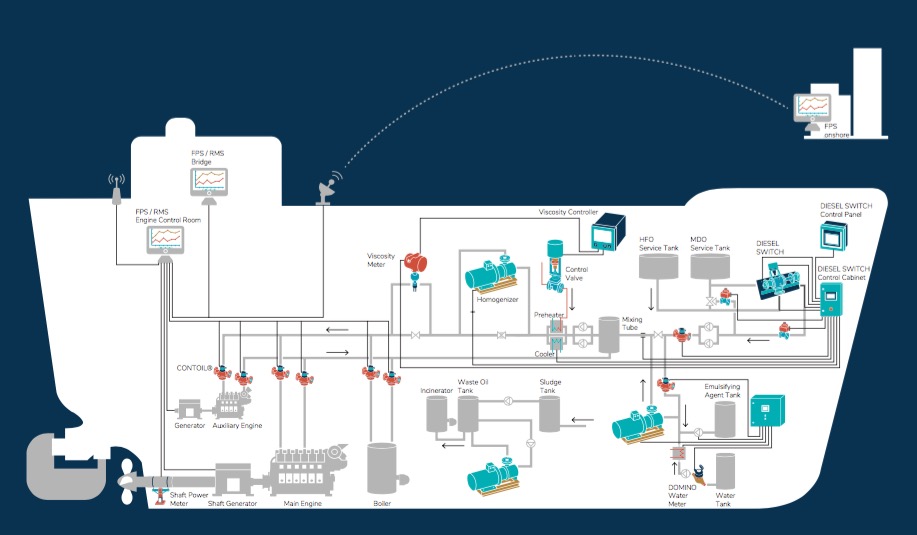 FPS
onshore
FPS / RMS
Bridge
FPS / RMS
Engine Control Room
Viscosity Controller
DIESEL SWITCH
Control Panel
Viscosity
Meter
HFO
Service Tank
MDO
Service Tank
DIESEL
SWITCH
Control
Valve
DIESEL SWITCH
Control Cabinet
Homogenizer
Preheater
Mixing
Tube
Cooler
CONTOIL®
Incinerator
Waste Oil
Tank
Sludge
Tank
Emulsifying
Agent Tank
Generator
Auxiliary Engine
Shaft Power
Meter
Shaft Generator
Main Engine
Boiler
DOMINO
Water
Meter
Water
Tank